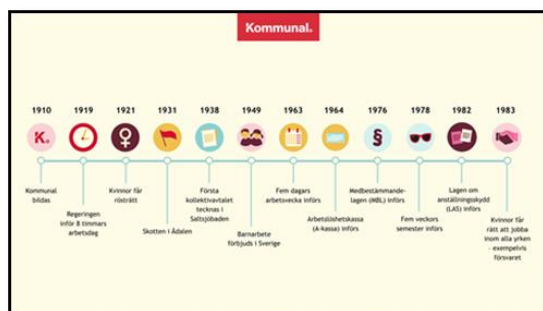 Kommunal.
1910
1919
1921
1931
1938
1949
1963
1964
1976
1978
1982
1983
K.
§
Kommunal
bildas
Regeringen
inför 8 timmars
arbetsdag
Kvinnor får
rösträtt
Skotten i Ådalen
Första
kollektivavtalet
tecknas i
Saltsjöbaden
Barnarbete
förbjuds i Sverige
Fem dagars
arbetsvecka införs
Arbetslöshetskassa
(A-kassa) införs
Medbestämmande-
lagen (MBL) införs
Fem veckors
semester införs
Lagen om
anställningsskydd
(LAS) införs
Kvinnor får
rätt att jobba
inom alla yrken
- exempelvis
försvaret